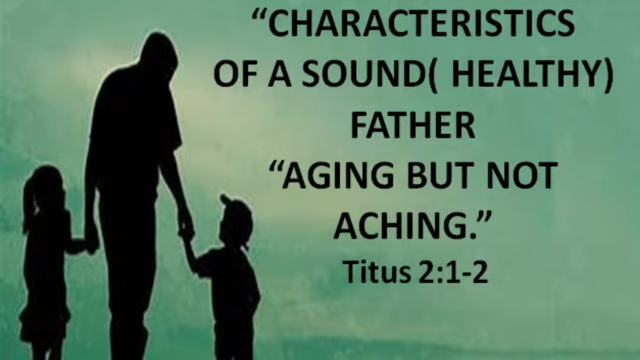 “CHARACTERISTICS
OF A SOUND( HEALTHY)
FATHER
“AGING BUT NOT
ACHING.”
Titus 2:1-2